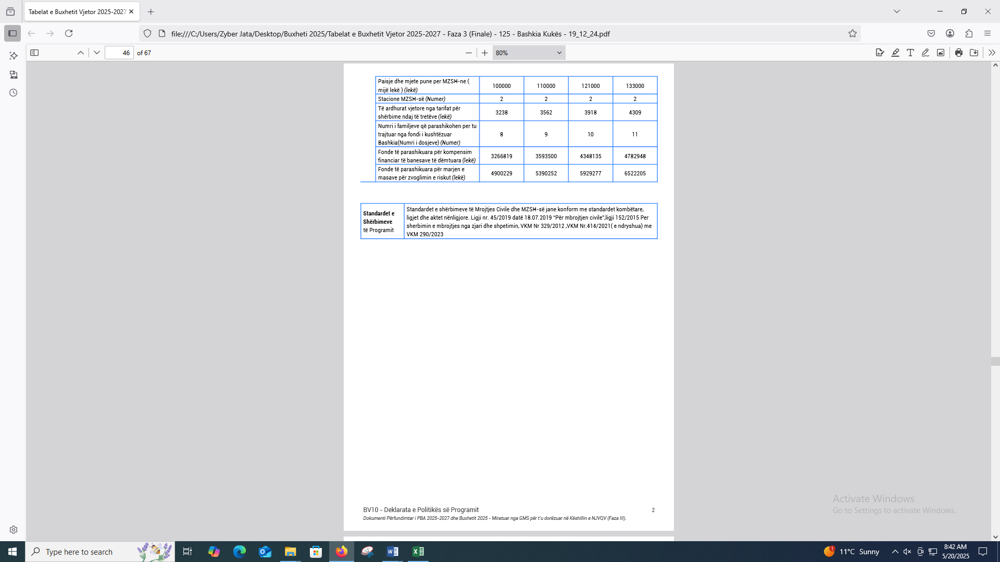 Tabelat e Buxhetit Vjetor 2025-2027
file:///C:/Users/Zyber Jata/Desktop/Buxheti 2025/Tabelat e Buxhetit Vjetor 2025-2027 - Faza 3 (Finale) - 125 - Bashkia Kukës - 19_12_24.pdf
46 of 67
80%
Paisje dhe mjete pune per MZSH-ne (
mijë lekë ) (lekë)
100000 110000 121000 133000
Stacione MZSH-së (Numer) 2 2 2 2
Të ardhurat vjetore nga tarifat për
shërbime ndaj të tretëve (lekë)
3238 3562 3918 4309
Numri i familjeve që parashikohen per tu
trajtuar nga fondi i kushtëzuar
Bashkia(Numri i dosjeve) (Numer)
8 9 10 11
Fonde të parashikuara për kompensim
financiar të banesave të dëmtuara (lekë)
3266819 3593500 4348135 4782948
Fonde të parashikuara për marjen e
masave për zvoglimin e riskut (lekë)
4900229 5390252 5929277 6522205
Standardet e
Shërbimeve
të Programit
Standardet e shërbimeve të Mrojtjes Civile dhe MZSH-së jane konform me standardet kombëtare,
ligjet dhe aktet nënligjore. Ligji nr. 45/2019 datë 18.07.2019 “Për mbrojtjen civile”,ligji 152/2015 Per
sherbimin e mbrojtjes nga zjari dhe shpetimin, VKM Nr 329/2012 ,VKM Nr.414/2021( e ndryshua) me
VKM 290/2023
BV10 - Deklarata e Politikës së Programit 2
Dokumenti Përfundimtar i PBA 2025-2027 dhe Buxhetit 2025 - Miratuar nga GMS për t'u dorëzuar në Këshillin e NJVQV (Faza III).
Activate Windows
Go to Settings to activate Windows.
Type here to search
1
11°C Sunny
8:42 AM
5/20/2025